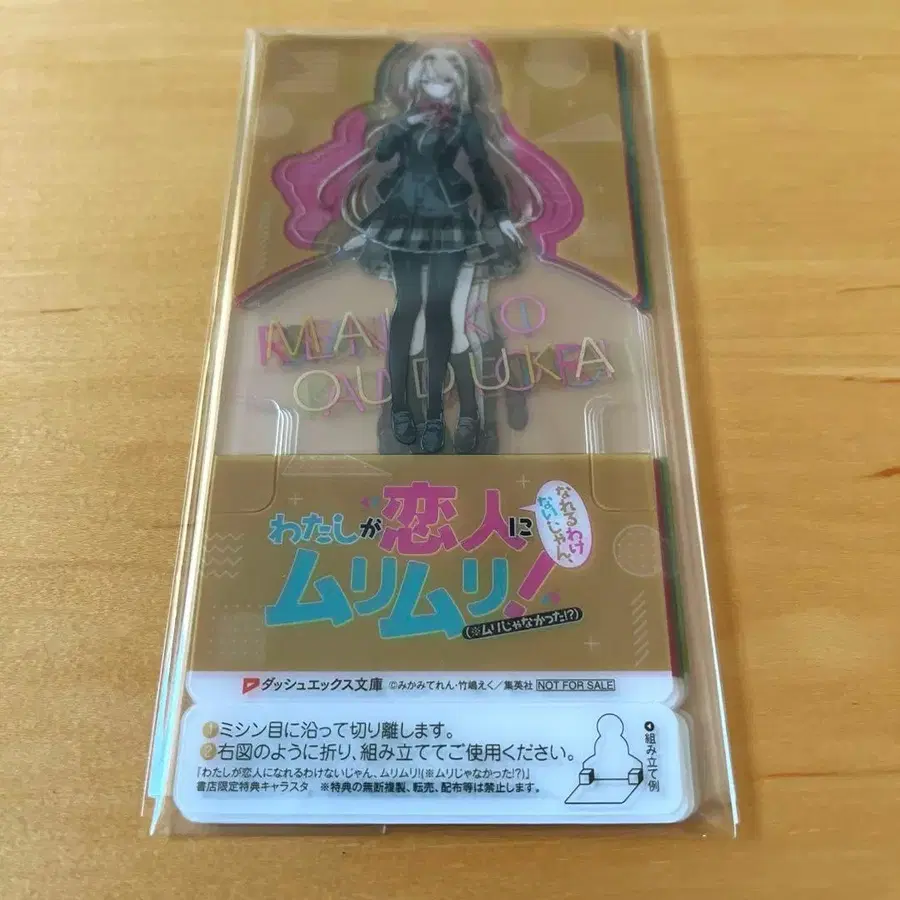 MAI
KO
OUDUKA
わたしが恋人に
なれるわけ
ないじゃん、
ムリムリ!
(※ムリじゃなかった!?)
ダッシュエックス文庫 ©みかみてれん・竹嶋えく/集英社 NOT FOR SALE
①ミシン目に沿って切り離します。
②右図のように折り、組み立ててご使用ください。
『わたしが恋人になれるわけないじゃん、ムリムリ!(※ムリじゃなかった!?)』
書店限定特典キャラスタ ※特典の無断複製、転売、配布等は禁止します。
組み立て例